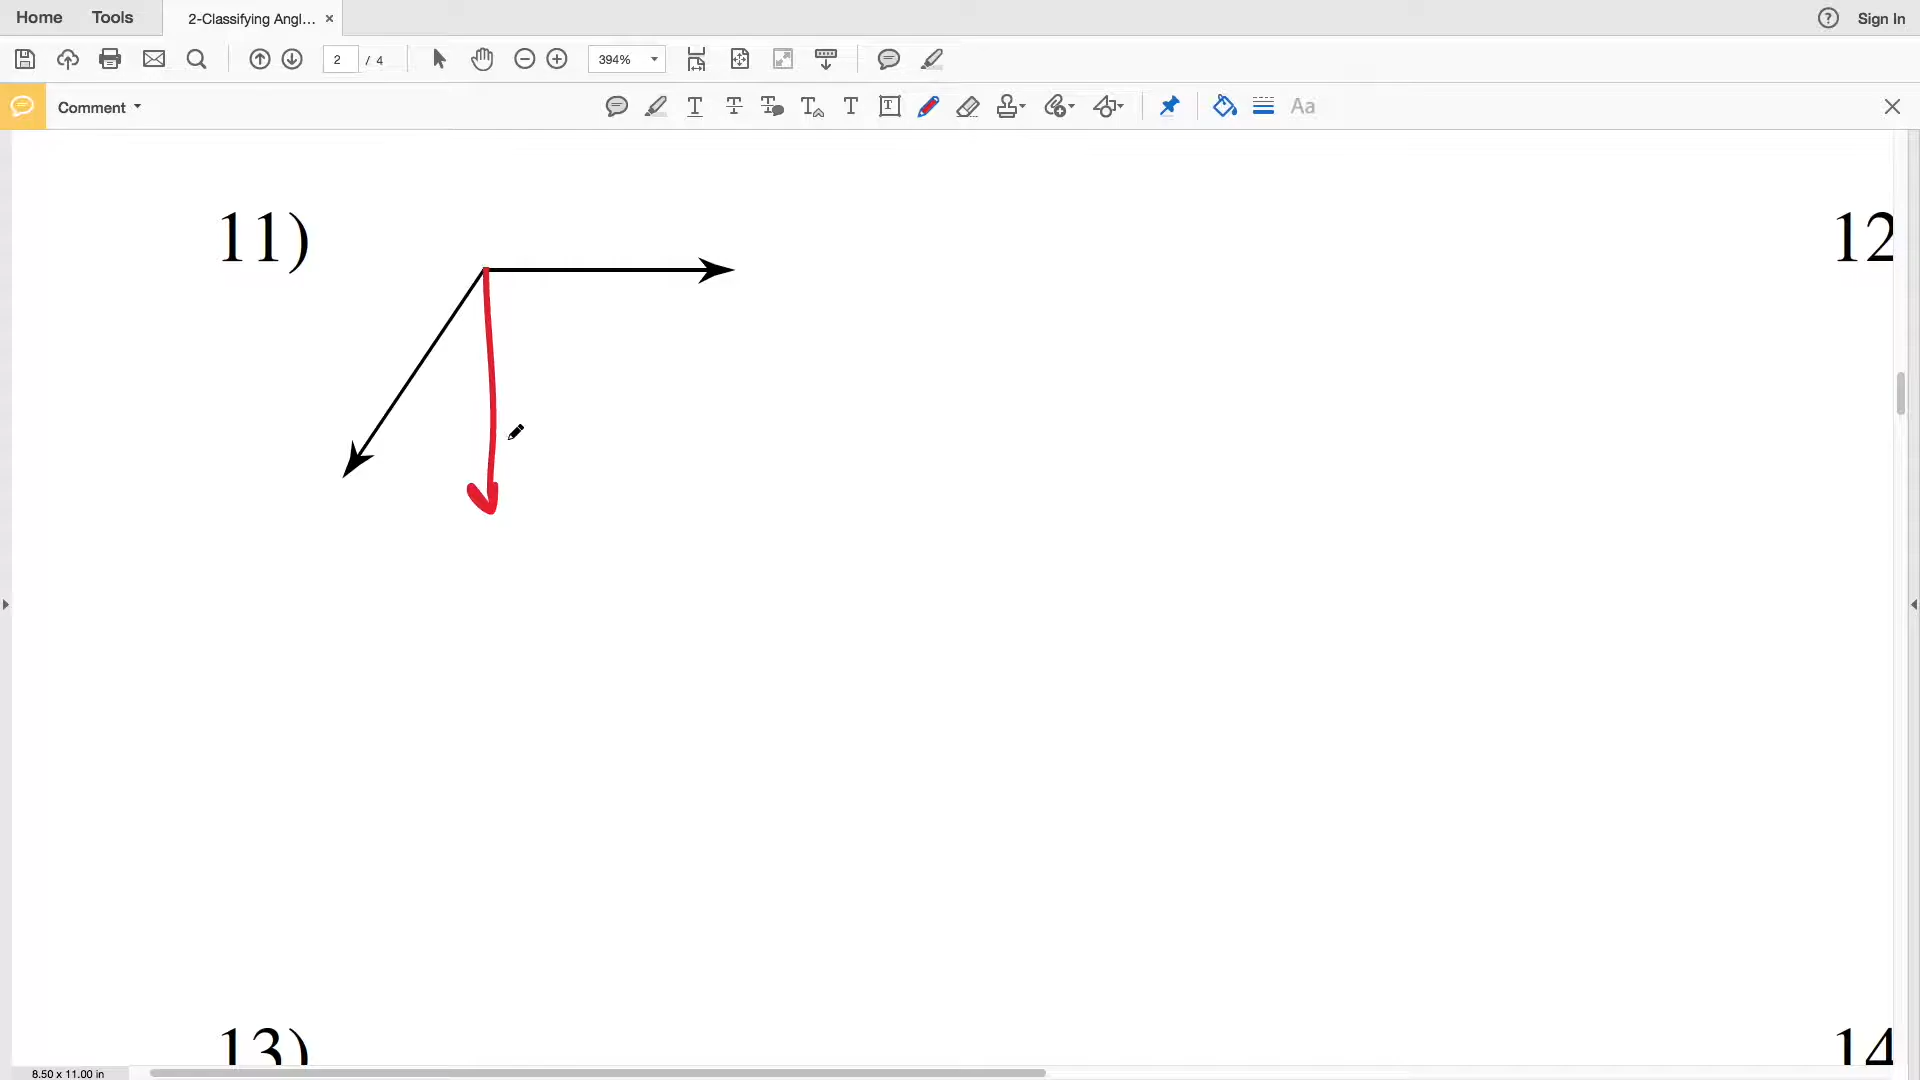 Home Tools 2-Classifying Angl... × ? Sign In
2 / 4 394%
Comment T T T T T T Aa
11) 12
13) 14
8.50 x 11.00 in